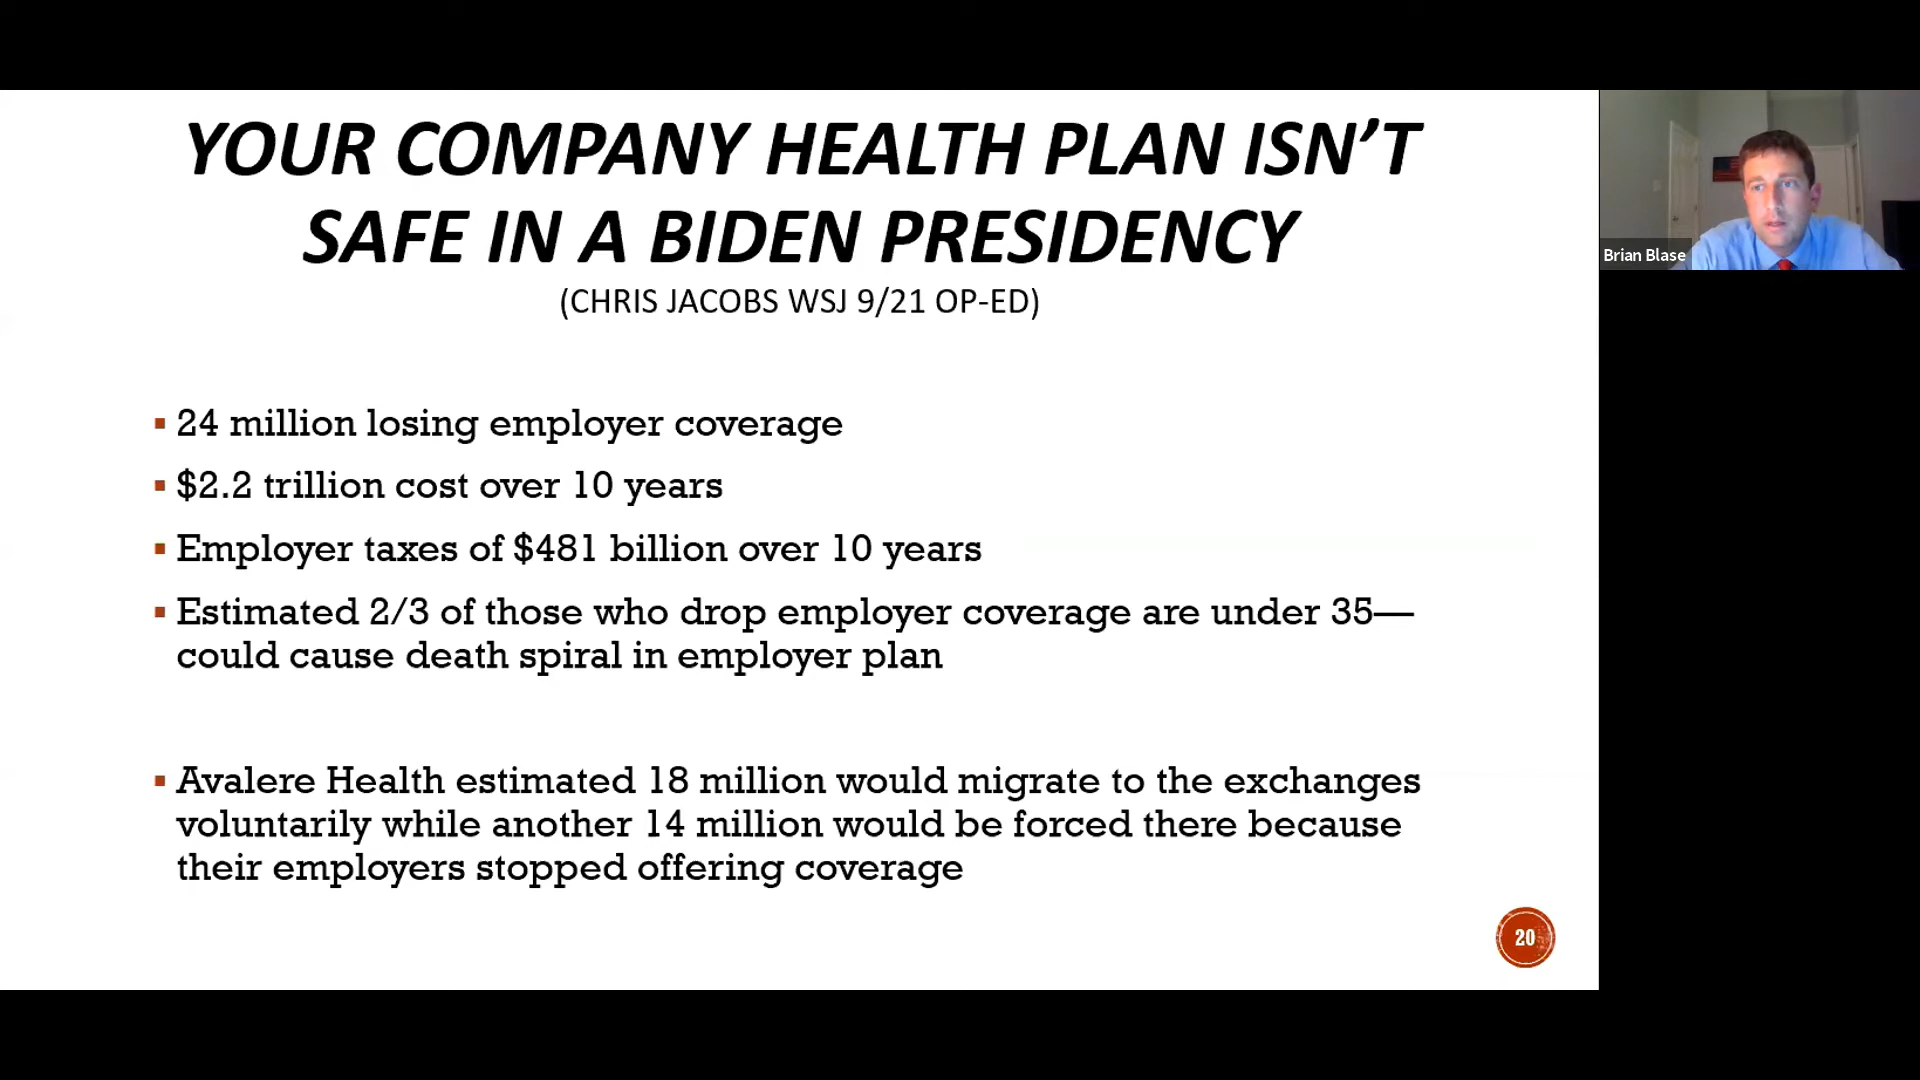 YOUR COMPANY HEALTH PLAN ISN’T
SAFE IN A BIDEN PRESIDENCY
(CHRIS JACOBS WSJ 9/21 OP-ED)
▪ 24 million losing employer coverage
▪ $2.2 trillion cost over 10 years
▪ Employer taxes of $481 billion over 10 years
▪ Estimated 2/3 of those who drop employer coverage are under 35—
could cause death spiral in employer plan
▪ Avalere Health estimated 18 million would migrate to the exchanges
voluntarily while another 14 million would be forced there because
their employers stopped offering coverage
20
Brian Blase